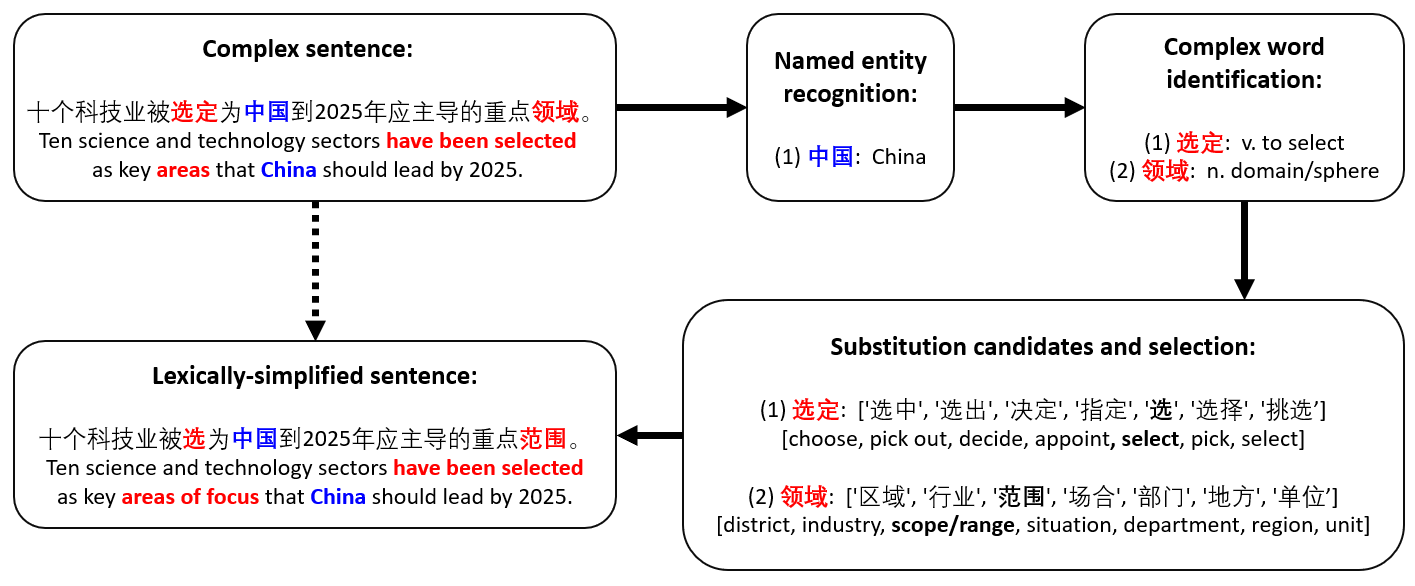 Complex sentence:
十个科技业被选定为中国到2025年应主导的重点领域。
Ten science and technology sectors have been selected
as key areas that China should lead by 2025.
Named entity
recognition:
(1) 中国: China
Complex word
identification:
(1) 选定: v. to select
(2) 领域: n. domain/sphere
Substitution candidates and selection:
(1) 选定: ['选中', '选出', '决定', '指定', '选', '选择', '挑选’]
[choose, pick out, decide, appoint, select, pick, select]
(2) 领域: ['区域', '行业', '范围', '场合', '部门', '地方', '单位’]
[district, industry, scope/range, situation, department, region, unit]
Lexically-simplified sentence:
十个科技业被选为中国到2025年应主导的重点范围。
Ten science and technology sectors have been selected
as key areas of focus that China should lead by 2025.